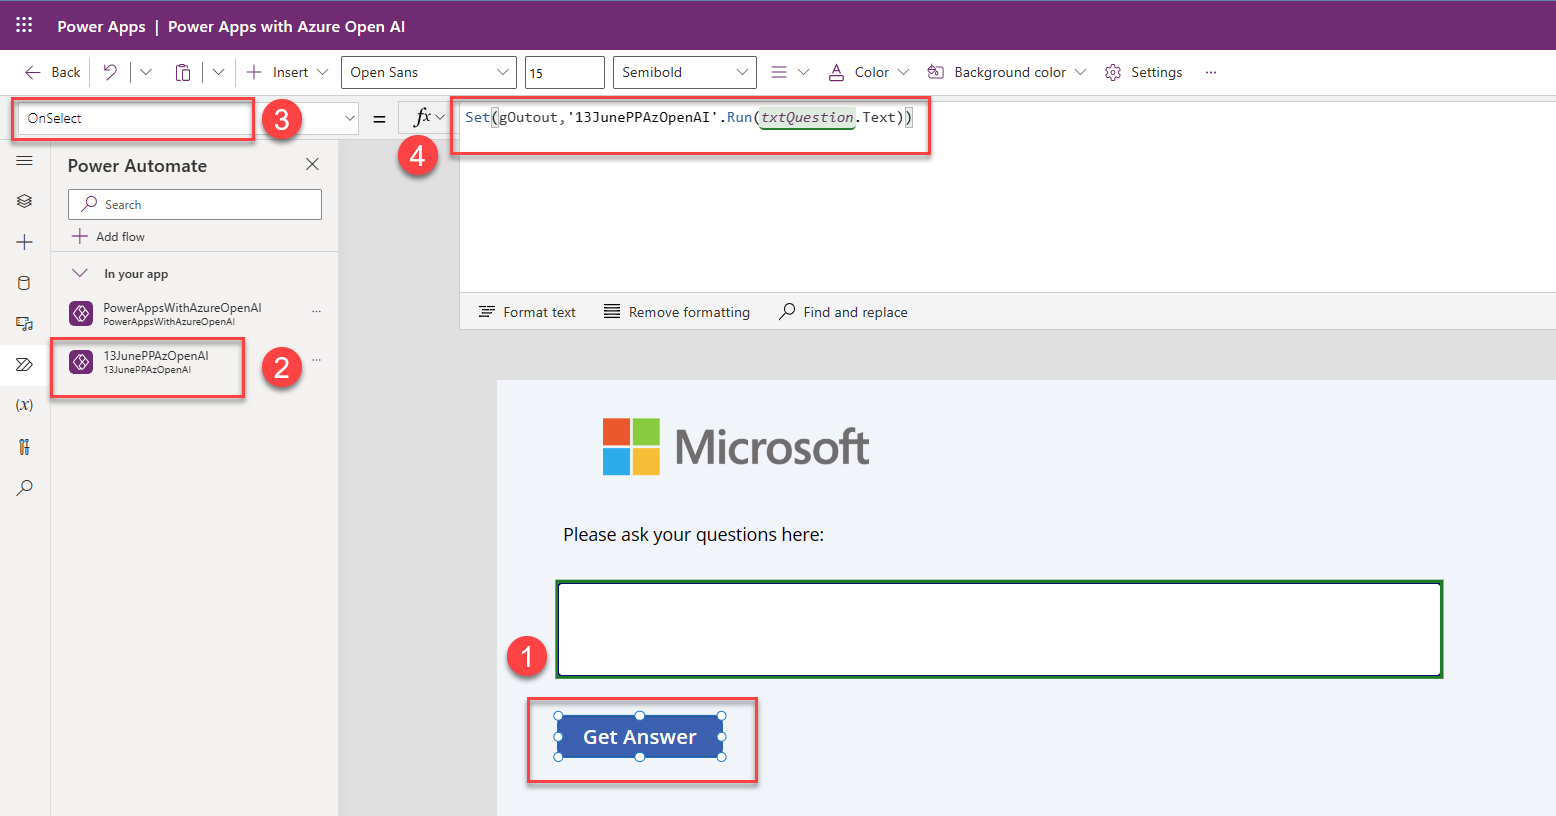 Power Apps | Power Apps with Azure Open AI
Back Insert Open Sans 15 Semibold Color Background color Settings ...
OnSelect 3 = fx Set(gOutout,'13JunePPAzOpenAI'.Run(txtQuestion.Text))
4
Power Automate
Search
Add flow
In your app
PowerAppsWithAzureOpenAI ...
PowerAppsWithAzureOpenAI
Format text Remove formatting Find and replace
13JunePPAzOpenAI 2 ...
13JunePPAzOpenAI
(x)
Microsoft
Please ask your questions here:
1
Get Answer